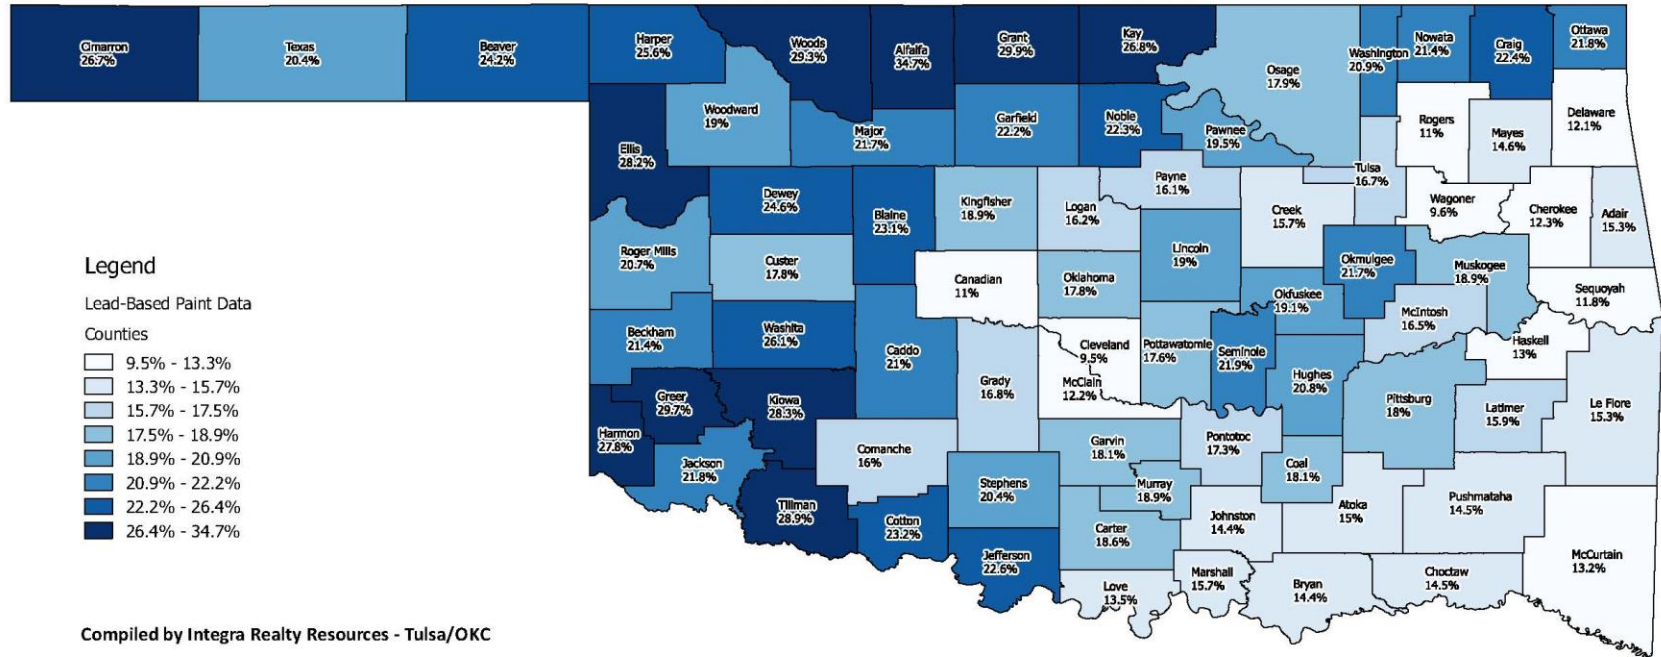 Cimarron
26.7%
Texas
20.4%
Beaver
24.2%
Harper
25.6%
Woods
29.3%
Alfalfa
34.7%
Grant
29.9%
Kay
26.8%
Osage
17.9%
Washington
20.9%
Nowata
21.4%
Craig
22.4%
Ottawa
21.8%
Woodward
19%
Major
21.7%
Garfield
22.2%
Noble
22.3%
Pawnee
19.5%
Rogers
11%
Mayes
14.6%
Delaware
12.1%
Ellis
28.2%
Dewey
24.6%
Blaine
23.1%
Kingfisher
18.9%
Logan
16.2%
Payne
16.1%
Creek
15.7%
Tulsa
16.7%
Wagoner
9.6%
Cherokee
12.3%
Adair
15.3%
Roger Mills
20.7%
Custer
17.8%
Canadian
11%
Oklahoma
17.8%
Lincoln
19%
Okmulgee
21.7%
Muskogee
18.9%
Sequoyah
11.8%
Okfuskee
19.1%
McIntosh
16.5%
Beckham
21.4%
Washita
26.1%
Caddo
21%
Cleveland
9.5%
Pottawatomie
17.6%
Seminole
21.9%
Haskell
13%
Greer
29.7%
Kiowa
28.3%
Grady
16.8%
McClain
12.2%
Hughes
20.8%
Pittsburg
18%
Latimer
15.9%
Le Flore
15.3%
Harmon
27.8%
Jackson
21.8%
Comanche
16%
Garvin
18.1%
Pontotoc
17.3%
Coal
18.1%
Tillman
28.9%
Cotton
23.2%
Stephens
20.4%
Murray
18.9%
Johnston
14.4%
Atoka
15%
Pushmataha
14.5%
Jefferson
22.6%
Carter
18.6%
Love
13.5%
Marshall
15.7%
Bryan
14.4%
Choctaw
14.5%
McCurtain
13.2%
Legend
Lead-Based Paint Data
Counties
9.5% - 13.3%
13.3% - 15.7%
15.7% - 17.5%
17.5% - 18.9%
18.9% - 20.9%
20.9% - 22.2%
22.2% - 26.4%
26.4% - 34.7%
Compiled by Integra Realty Resources - Tulsa/OKC